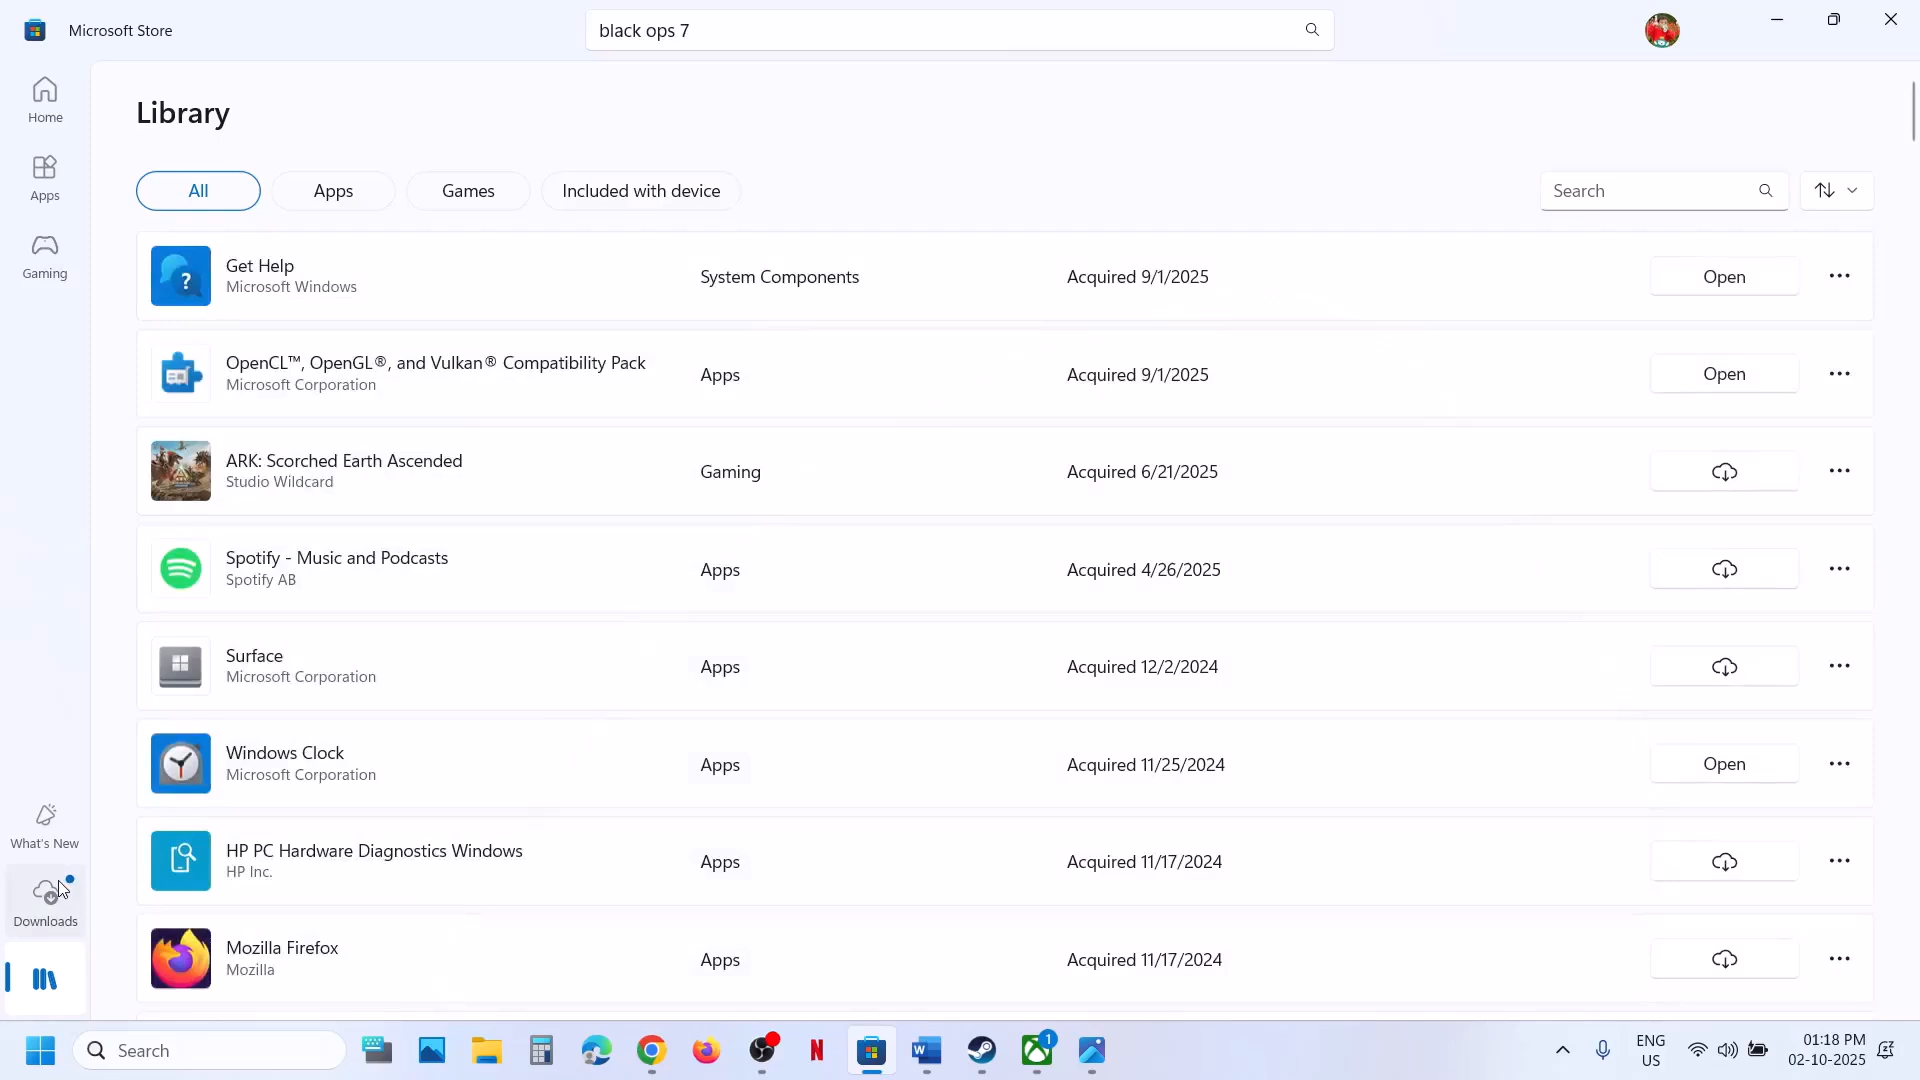 Microsoft Store
black ops 7
Home
Apps
Gaming
What's New
Downloads
Library
All
Apps
Games
Included with device
Search
Get Help
Microsoft Windows
System Components
Acquired 9/1/2025
Open
OpenCL™, OpenGL®, and Vulkan® Compatibility Pack
Microsoft Corporation
Apps
Acquired 9/1/2025
Open
ARK: Scorched Earth Ascended
Studio Wildcard
Gaming
Acquired 6/21/2025
Spotify - Music and Podcasts
Spotify AB
Apps
Acquired 4/26/2025
Surface
Microsoft Corporation
Apps
Acquired 12/2/2024
Windows Clock
Microsoft Corporation
Apps
Acquired 11/25/2024
Open
HP PC Hardware Diagnostics Windows
HP Inc.
Apps
Acquired 11/17/2024
Mozilla Firefox
Mozilla
Apps
Acquired 11/17/2024
Search
1
ENG
US
01:18 PM
02-10-2025